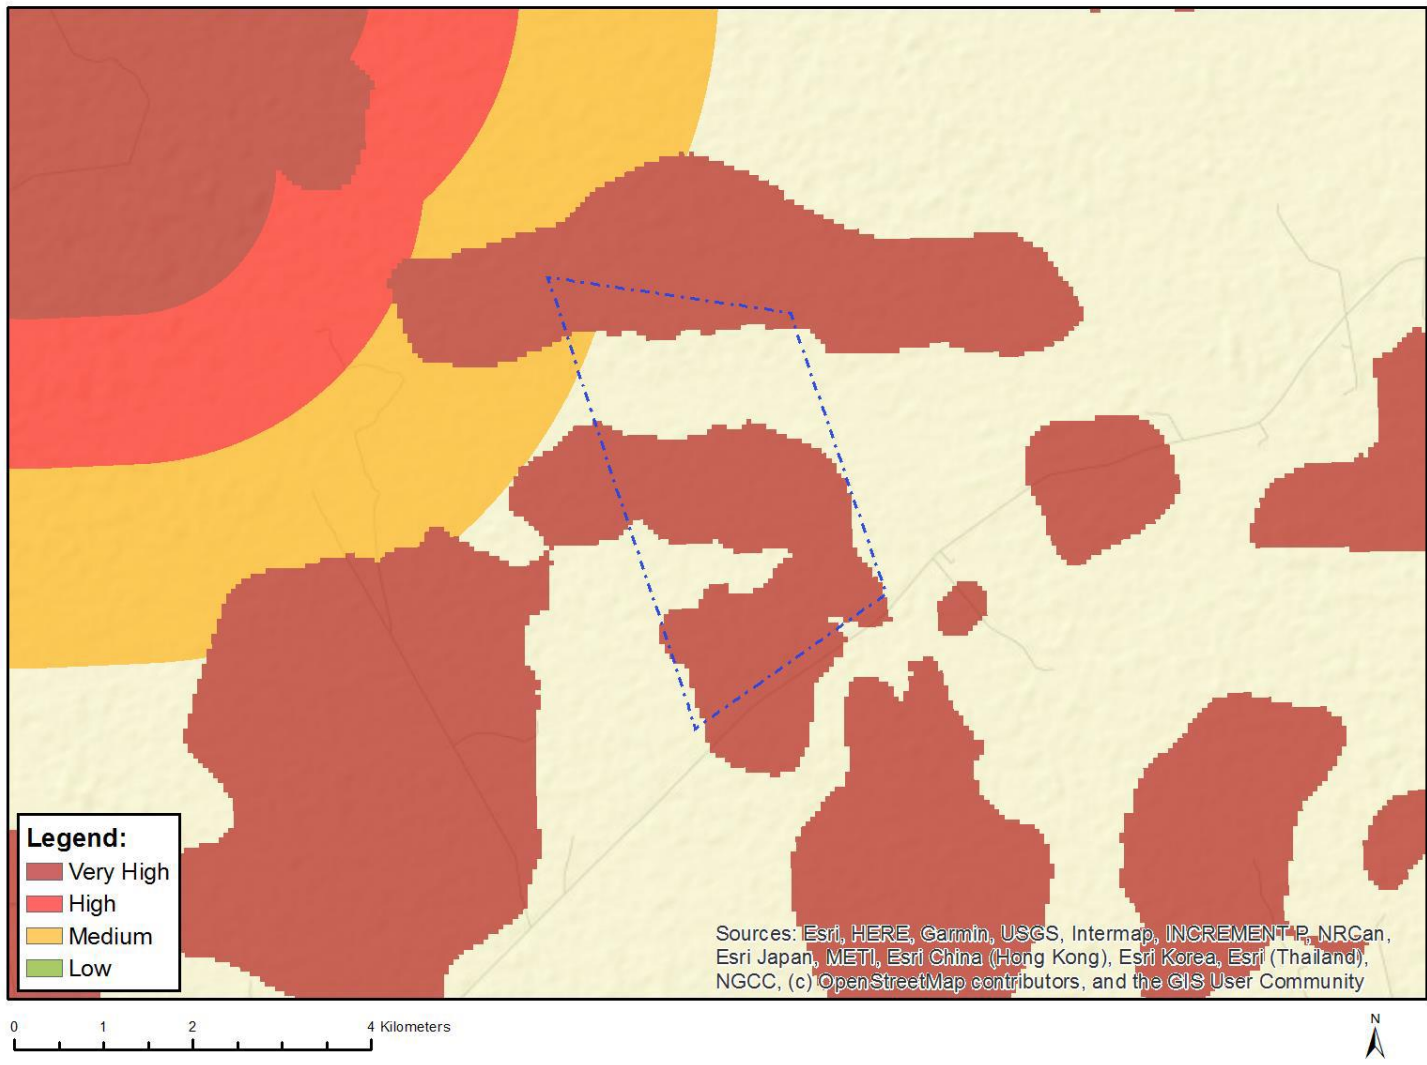 Legend:
Very High
High
Medium
Low
Sources: Esri, HERE, Garmin, USGS, Intermap, INCREMENT P, NRCan,
Esri Japan, METI, Esri China (Hong Kong), Esri Korea, Esri (Thailand),
NGCC, (c) OpenStreetMap contributors, and the GIS User Community
0 1 2 4 Kilometers
N